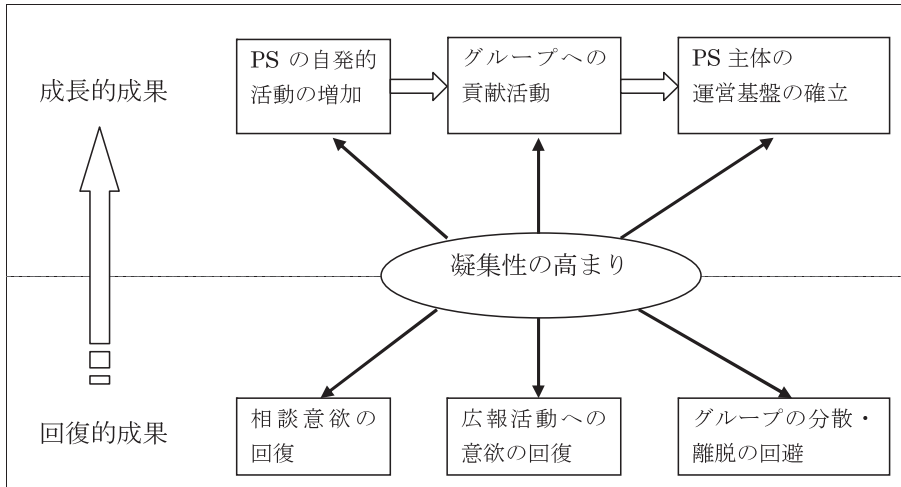 PS の自発的
活動の増加
グループへの
貢献活動
PS 主体の
運営基盤の確立
成長的成果
凝集性の高まり
回復的成果
相談意欲の
回復
広報活動への
意欲の回復
グループの分散・
離脱の回避